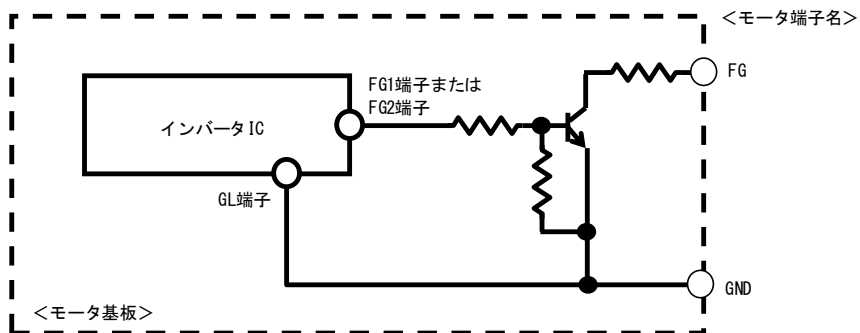 <モータ端子名>
FG
FG1端子または
FG2端子
インバータIC
GL端子
GND
<モータ基板>